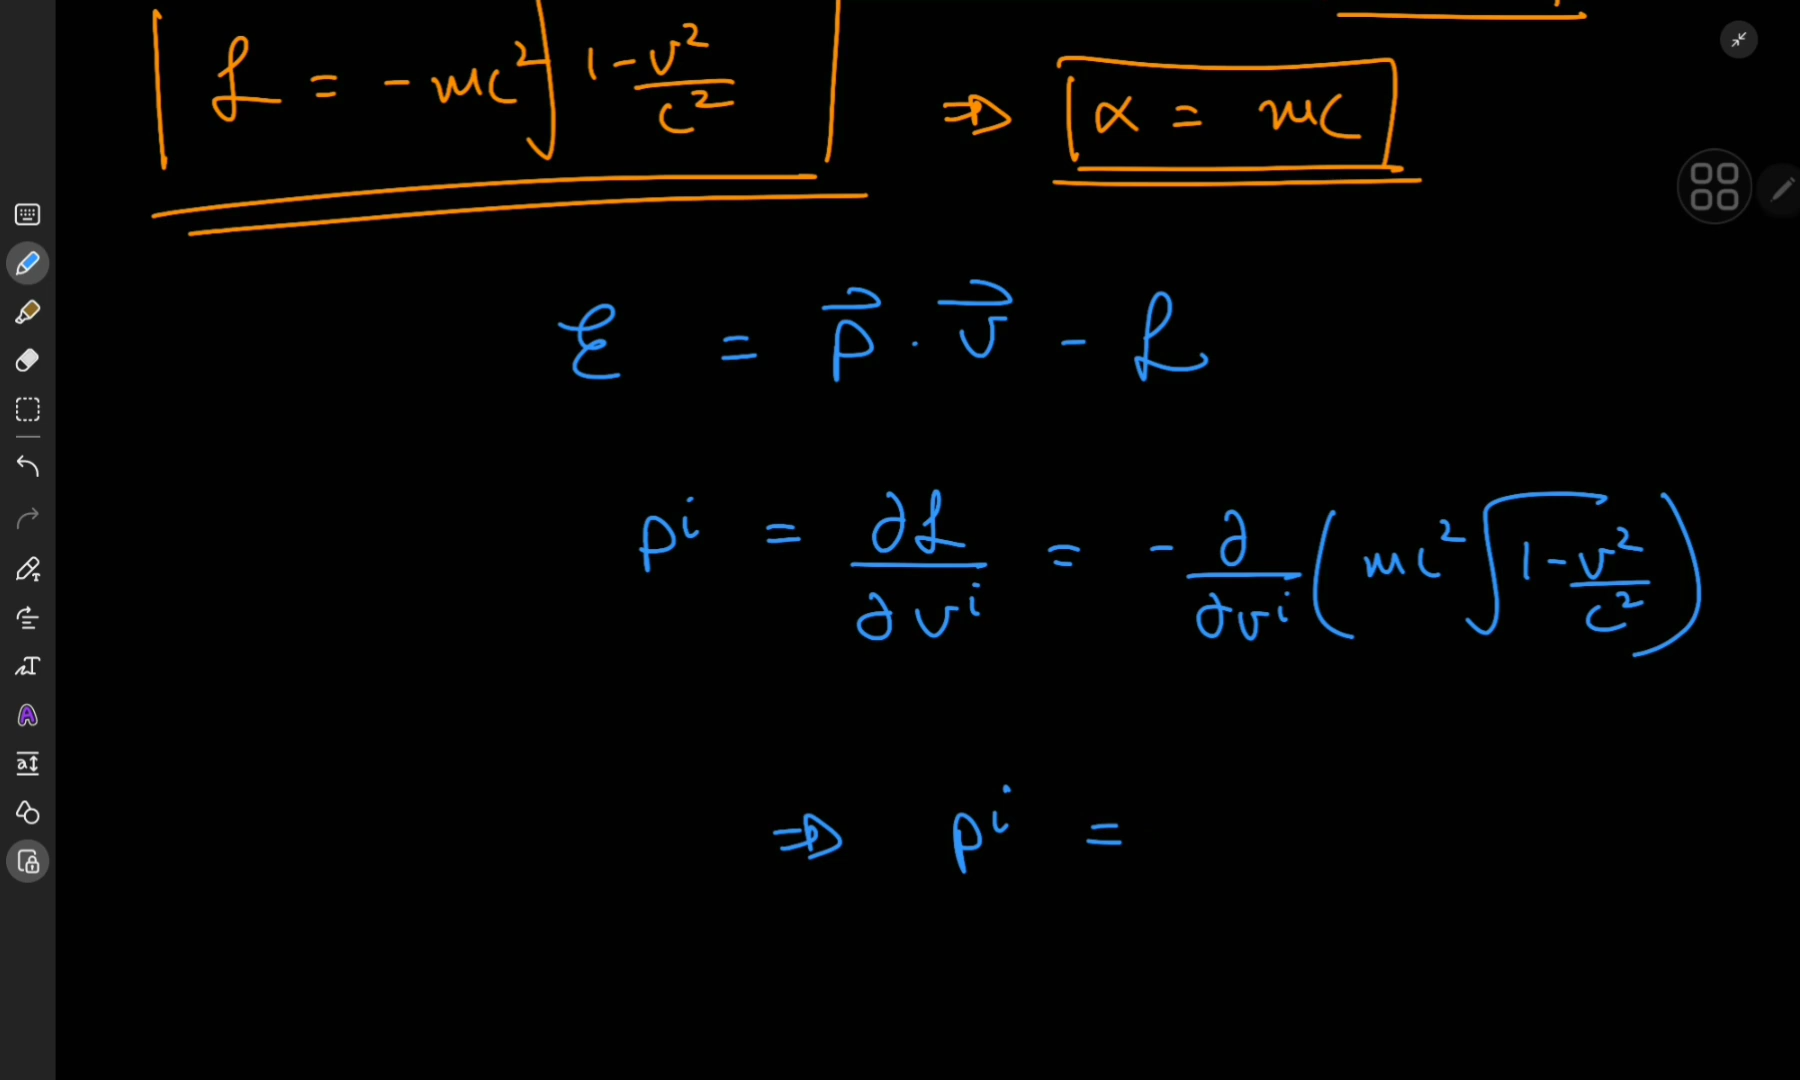 ℒ = - mc² √ 1 - v²/c² ⇒ α = mc
ℰ = p⃗ · v⃗ - ℒ
pⁱ = ∂ℒ/∂vⁱ = - ∂/∂vⁱ ( mc² √ 1 - v²/c² )
⇒ pⁱ =